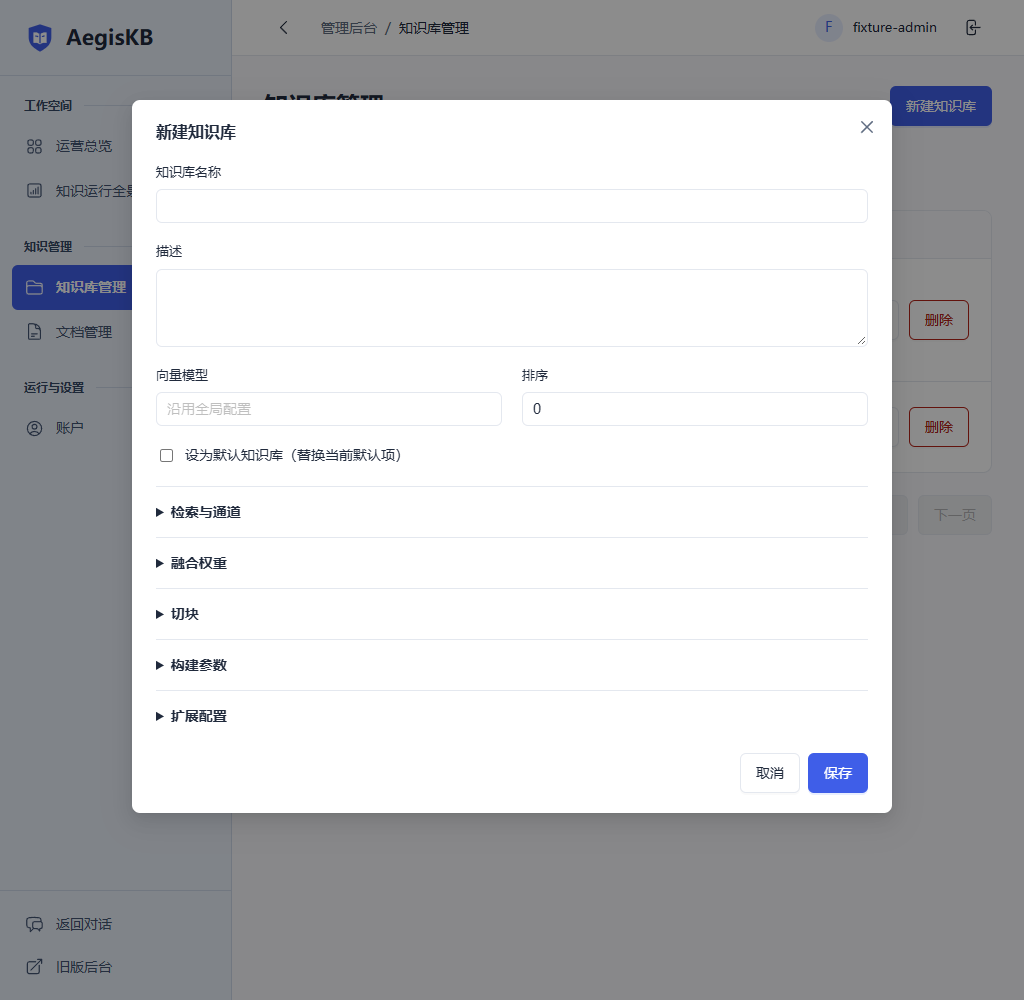 AegisKB
管理后台 / 知识库管理
F fixture-admin
工作空间
运营总览
知识运行全景
知识管理
知识库管理
文档管理
运行与设置
账户
返回对话
旧版后台
知识库管理
新建知识库
删除
删除
下一页
新建知识库
知识库名称
描述
向量模型 排序
沿用全局配置 0
设为默认知识库（替换当前默认项）
检索与通道
融合权重
切块
构建参数
扩展配置
取消 保存